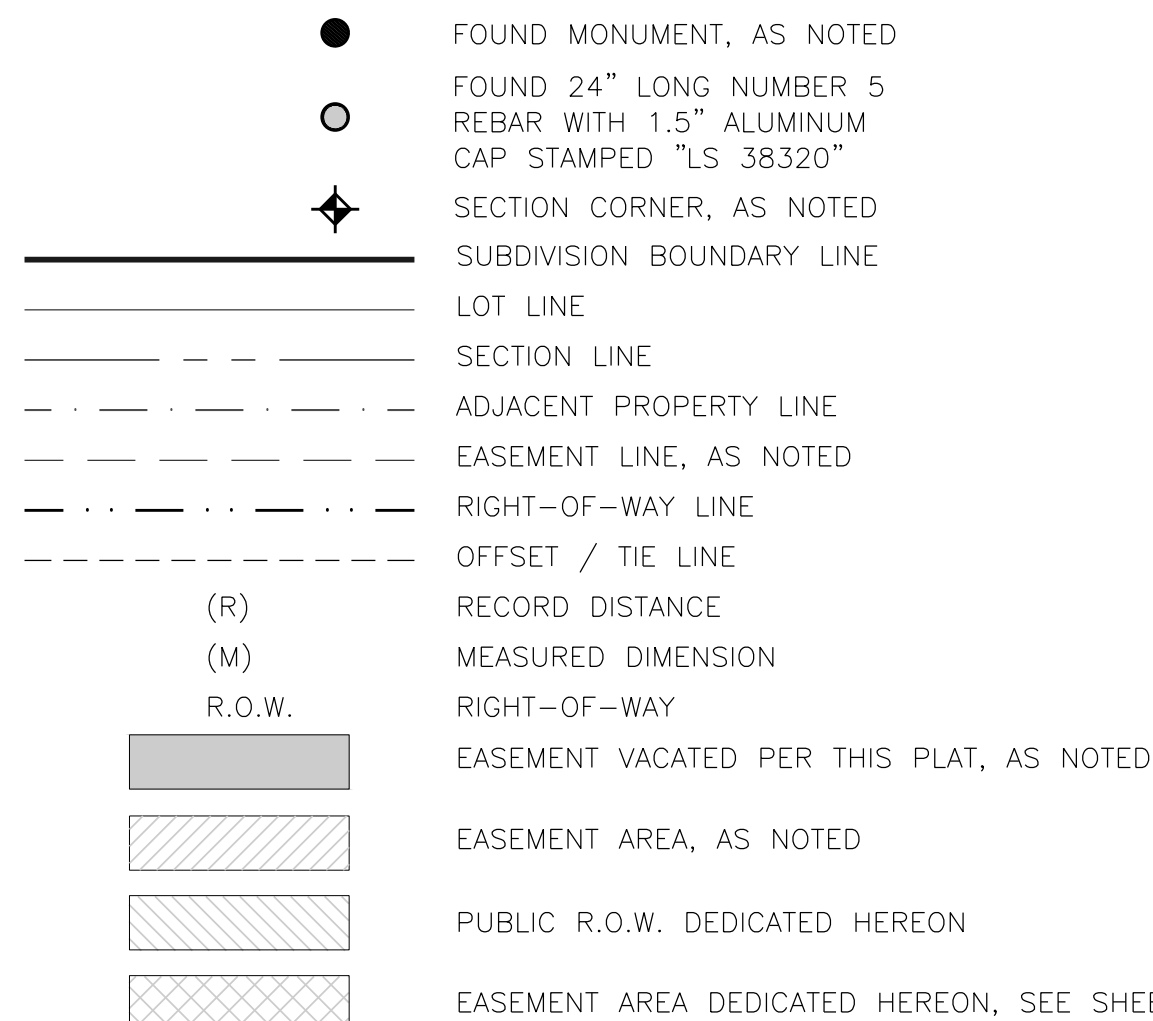 FOUND MONUMENT, AS NOTED
FOUND 24” LONG NUMBER 5
REBAR WITH 1.5” ALUMINUM
CAP STAMPED ”LS 38320”
SECTION CORNER, AS NOTED
SUBDIVISION BOUNDARY LINE
LOT LINE
SECTION LINE
ADJACENT PROPERTY LINE
EASEMENT LINE, AS NOTED
RIGHT-OF-WAY LINE
OFFSET / TIE LINE
(R) RECORD DISTANCE
(M) MEASURED DIMENSION
R.O.W. RIGHT-OF-WAY
EASEMENT VACATED PER THIS PLAT, AS NOTED
EASEMENT AREA, AS NOTED
PUBLIC R.O.W. DEDICATED HEREON
EASEMENT AREA DEDICATED HEREON, SEE